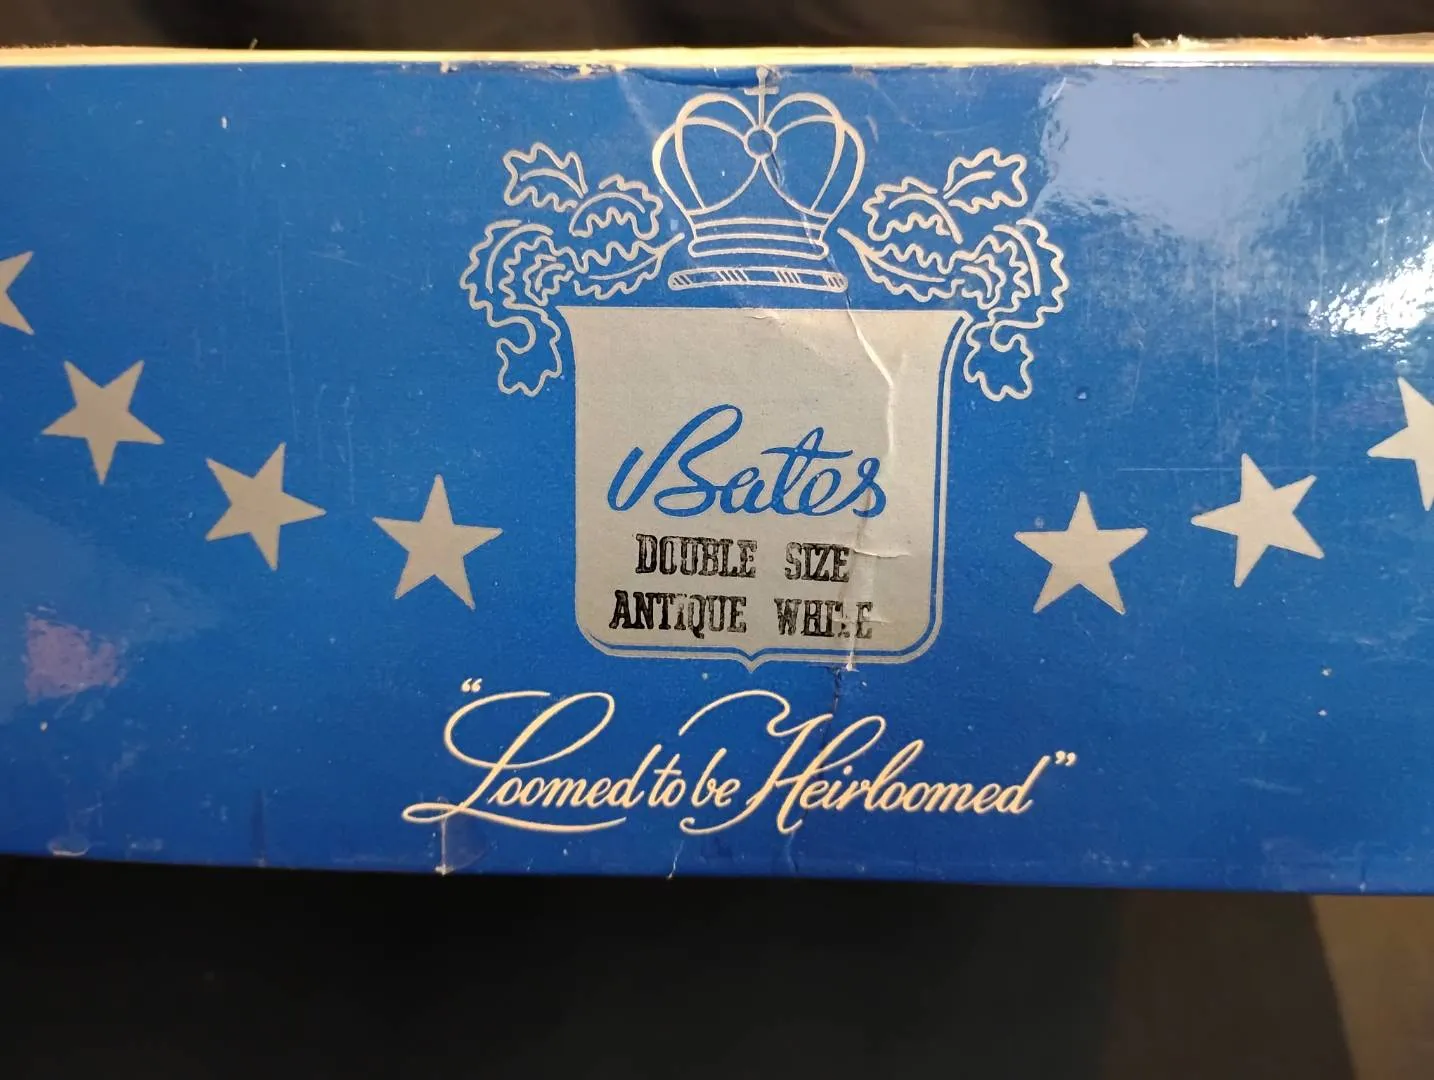 Bates
DOUBLE SIZE
ANTIQUE WHITE
“Loomed to be Heirloomed”